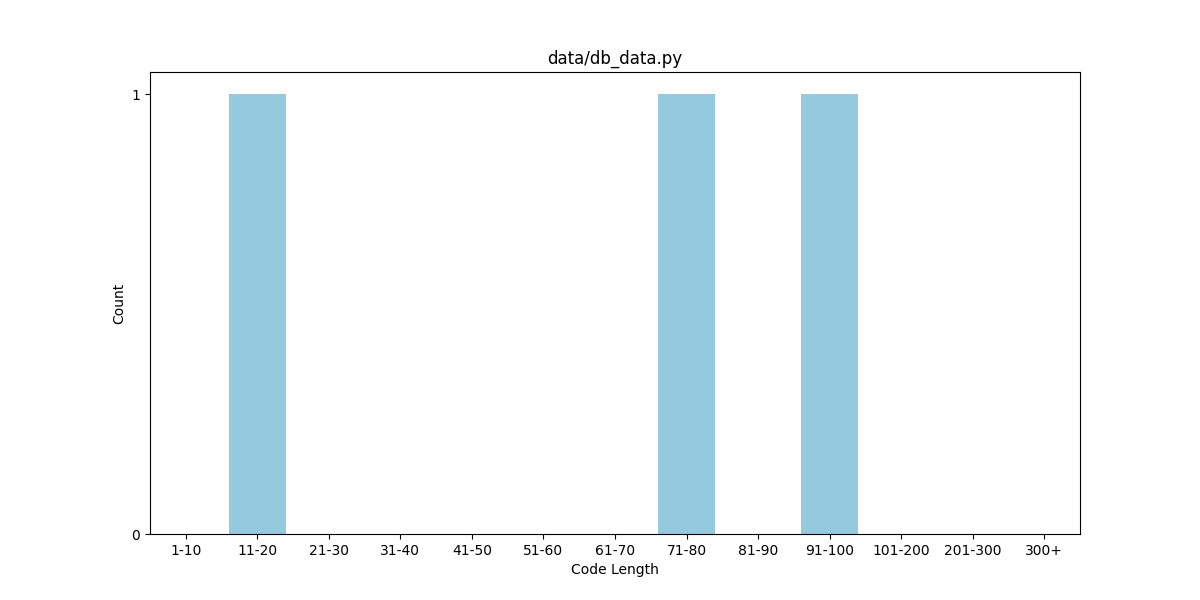 data/db_data.py
1
Count
0
1-10 11-20 21-30 31-40 41-50 51-60 61-70 71-80 81-90 91-100 101-200 201-300 300+
Code Length